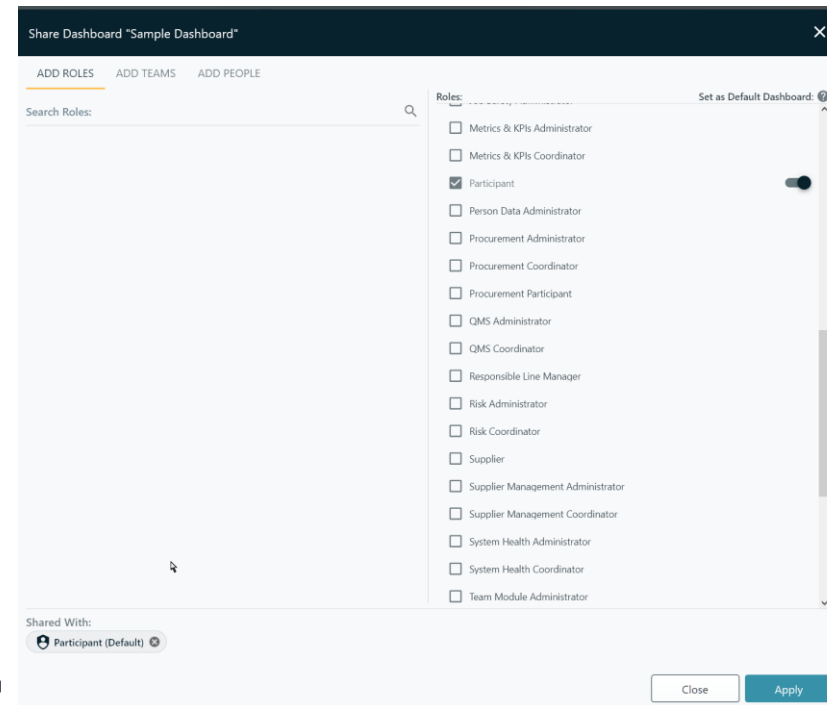 Share Dashboard "Sample Dashboard"
ADD ROLES ADD TEAMS ADD PEOPLE
Search Roles:
Roles: Set as Default Dashboard:
Metrics & KPIs Administrator
Metrics & KPIs Coordinator
Participant
Person Data Administrator
Procurement Administrator
Procurement Coordinator
Procurement Participant
QMS Administrator
QMS Coordinator
Responsible Line Manager
Risk Administrator
Risk Coordinator
Supplier
Supplier Management Administrator
Supplier Management Coordinator
System Health Administrator
System Health Coordinator
Team Module Administrator
Shared With:
Participant (Default)
Close Apply